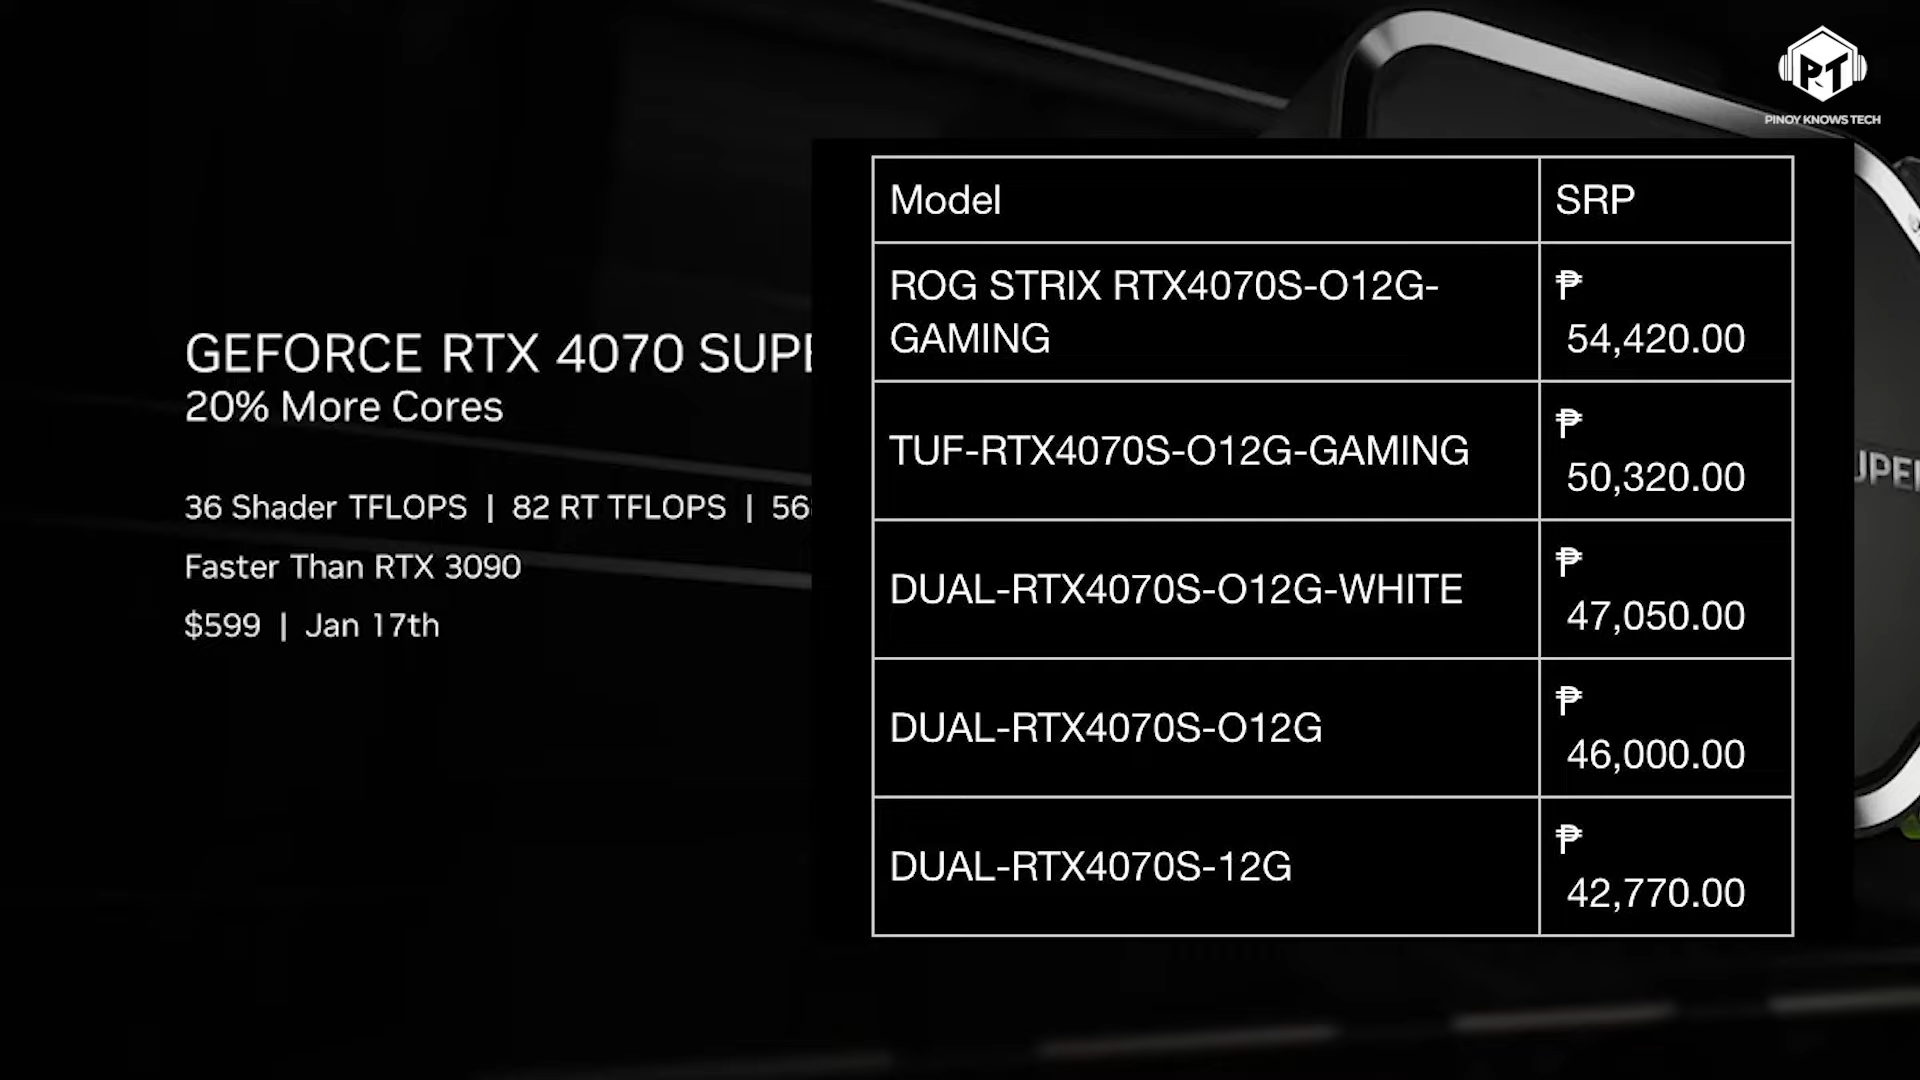 PINOY KNOWS TECH
GEFORCE RTX 4070 SUPE
20% More Cores
36 Shader TFLOPS | 82 RT TFLOPS | 56
Faster Than RTX 3090
$599 | Jan 17th
Model
SRP
ROG STRIX RTX4070S-O12G-
GAMING
₱
54,420.00
TUF-RTX4070S-O12G-GAMING
₱
50,320.00
DUAL-RTX4070S-O12G-WHITE
₱
47,050.00
DUAL-RTX4070S-O12G
₱
46,000.00
DUAL-RTX4070S-12G
₱
42,770.00
UPER